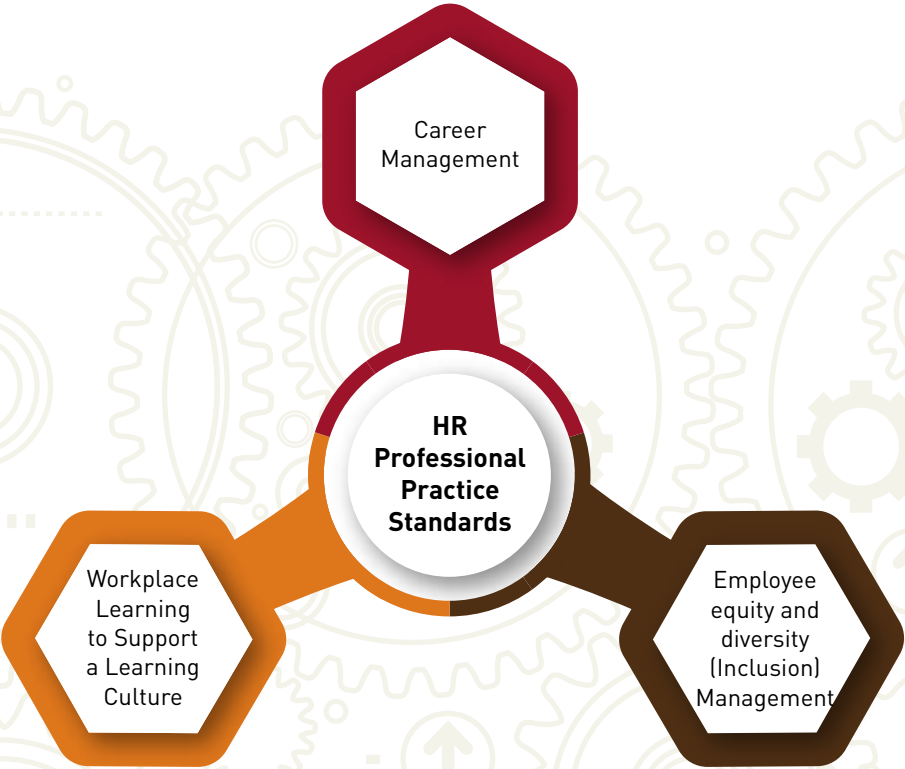 Career
Management
HR
Professional
Practice
Standards
Workplace
Learning
to Support
a Learning
Culture
Employee
equity and
diversity
(Inclusion)
Management